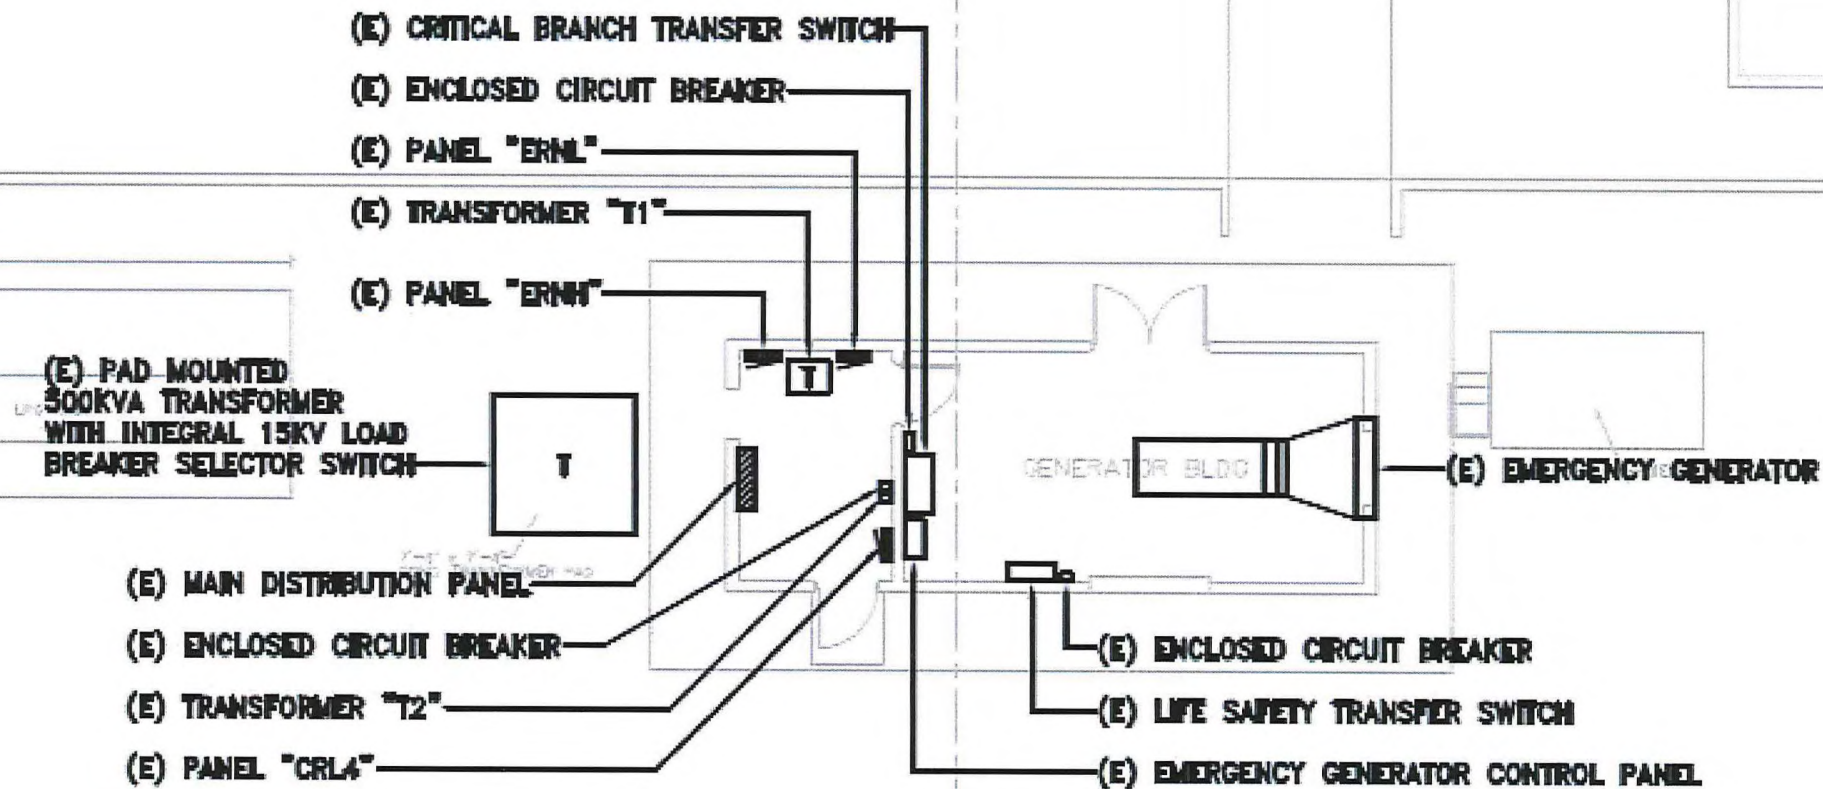 (E) CRITICAL BRANCH TRANSFER SWITCH
(E) ENCLOSED CIRCUIT BREAKER
(E) PANEL "ERNL"
(E) TRANSFORMER "T1"
(E) PANEL "ERNH"
(E) PAD MOUNTED
500KVA TRANSFORMER
WITH INTEGRAL 15KV LOAD
BREAKER SELECTOR SWITCH
T
T
GENERATOR BLDG
(E) EMERGENCY GENERATOR
(E) MAIN DISTRIBUTION PANEL
(E) ENCLOSED CIRCUIT BREAKER
(E) TRANSFORMER "T2"
(E) PANEL "CRL4"
(E) ENCLOSED CIRCUIT BREAKER
(E) LIFE SAFETY TRANSFER SWITCH
(E) EMERGENCY GENERATOR CONTROL PANEL